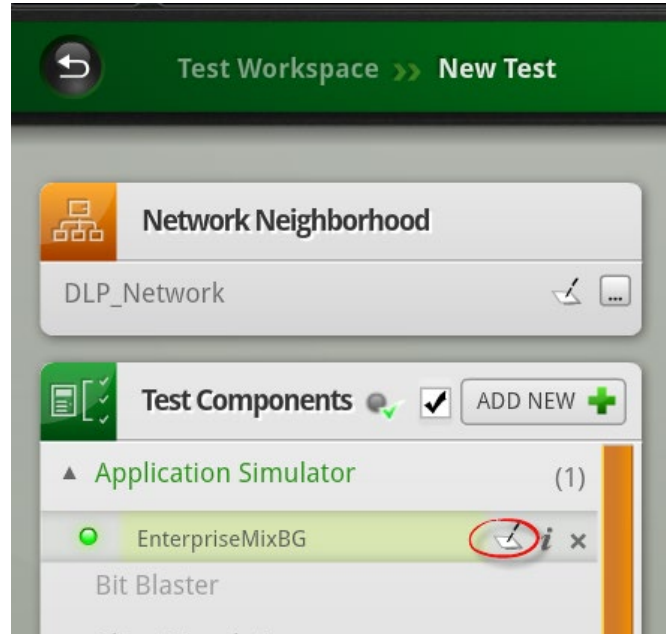 Test Workspace >> New Test
Network Neighborhood
DLP_Network
...
Test Components ADD NEW
Application Simulator (1)
EnterpriseMixBG i ×
Bit Blaster